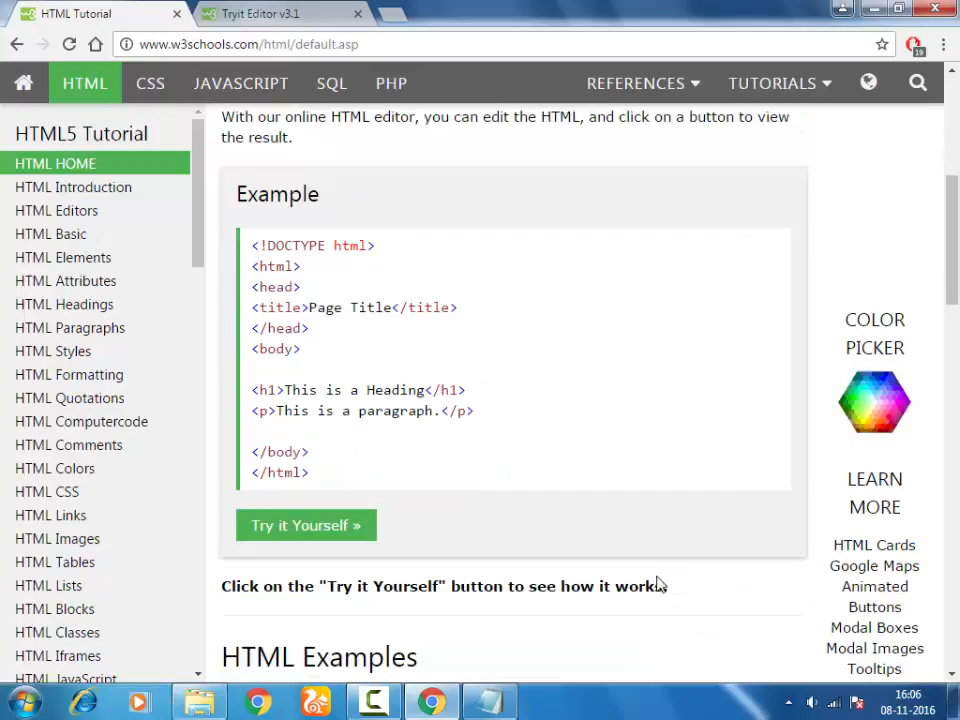 HTML Tutorial
Tryit Editor v3.1
www.w3schools.com/html/default.asp
19
HTML CSS JAVASCRIPT SQL PHP REFERENCES TUTORIALS
HTML5 Tutorial
HTML HOME
HTML Introduction
HTML Editors
HTML Basic
HTML Elements
HTML Attributes
HTML Headings
HTML Paragraphs
HTML Styles
HTML Formatting
HTML Quotations
HTML Computercode
HTML Comments
HTML Colors
HTML CSS
HTML Links
HTML Images
HTML Tables
HTML Lists
HTML Blocks
HTML Classes
HTML Iframes
HTML JavaScript
With our online HTML editor, you can edit the HTML, and click on a button to view
the result.
Example
<!DOCTYPE html>
<html>
<head>
<title>Page Title</title>
</head>
<body>
<h1>This is a Heading</h1>
<p>This is a paragraph.</p>
</body>
</html>
Try it Yourself »
Click on the "Try it Yourself" button to see how it works.
HTML Examples
COLOR
PICKER
LEARN
MORE
HTML Cards
Google Maps
Animated
Buttons
Modal Boxes
Modal Images
Tooltips
16:06
08-11-2016